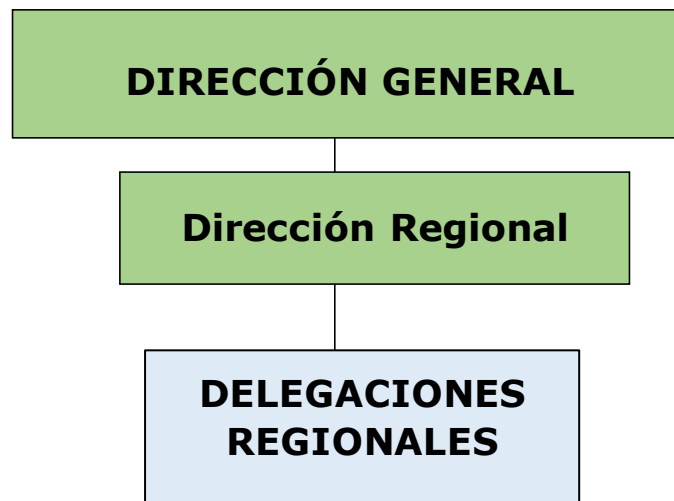 DIRECCIÓN GENERAL
Dirección Regional
DELEGACIONES
REGIONALES